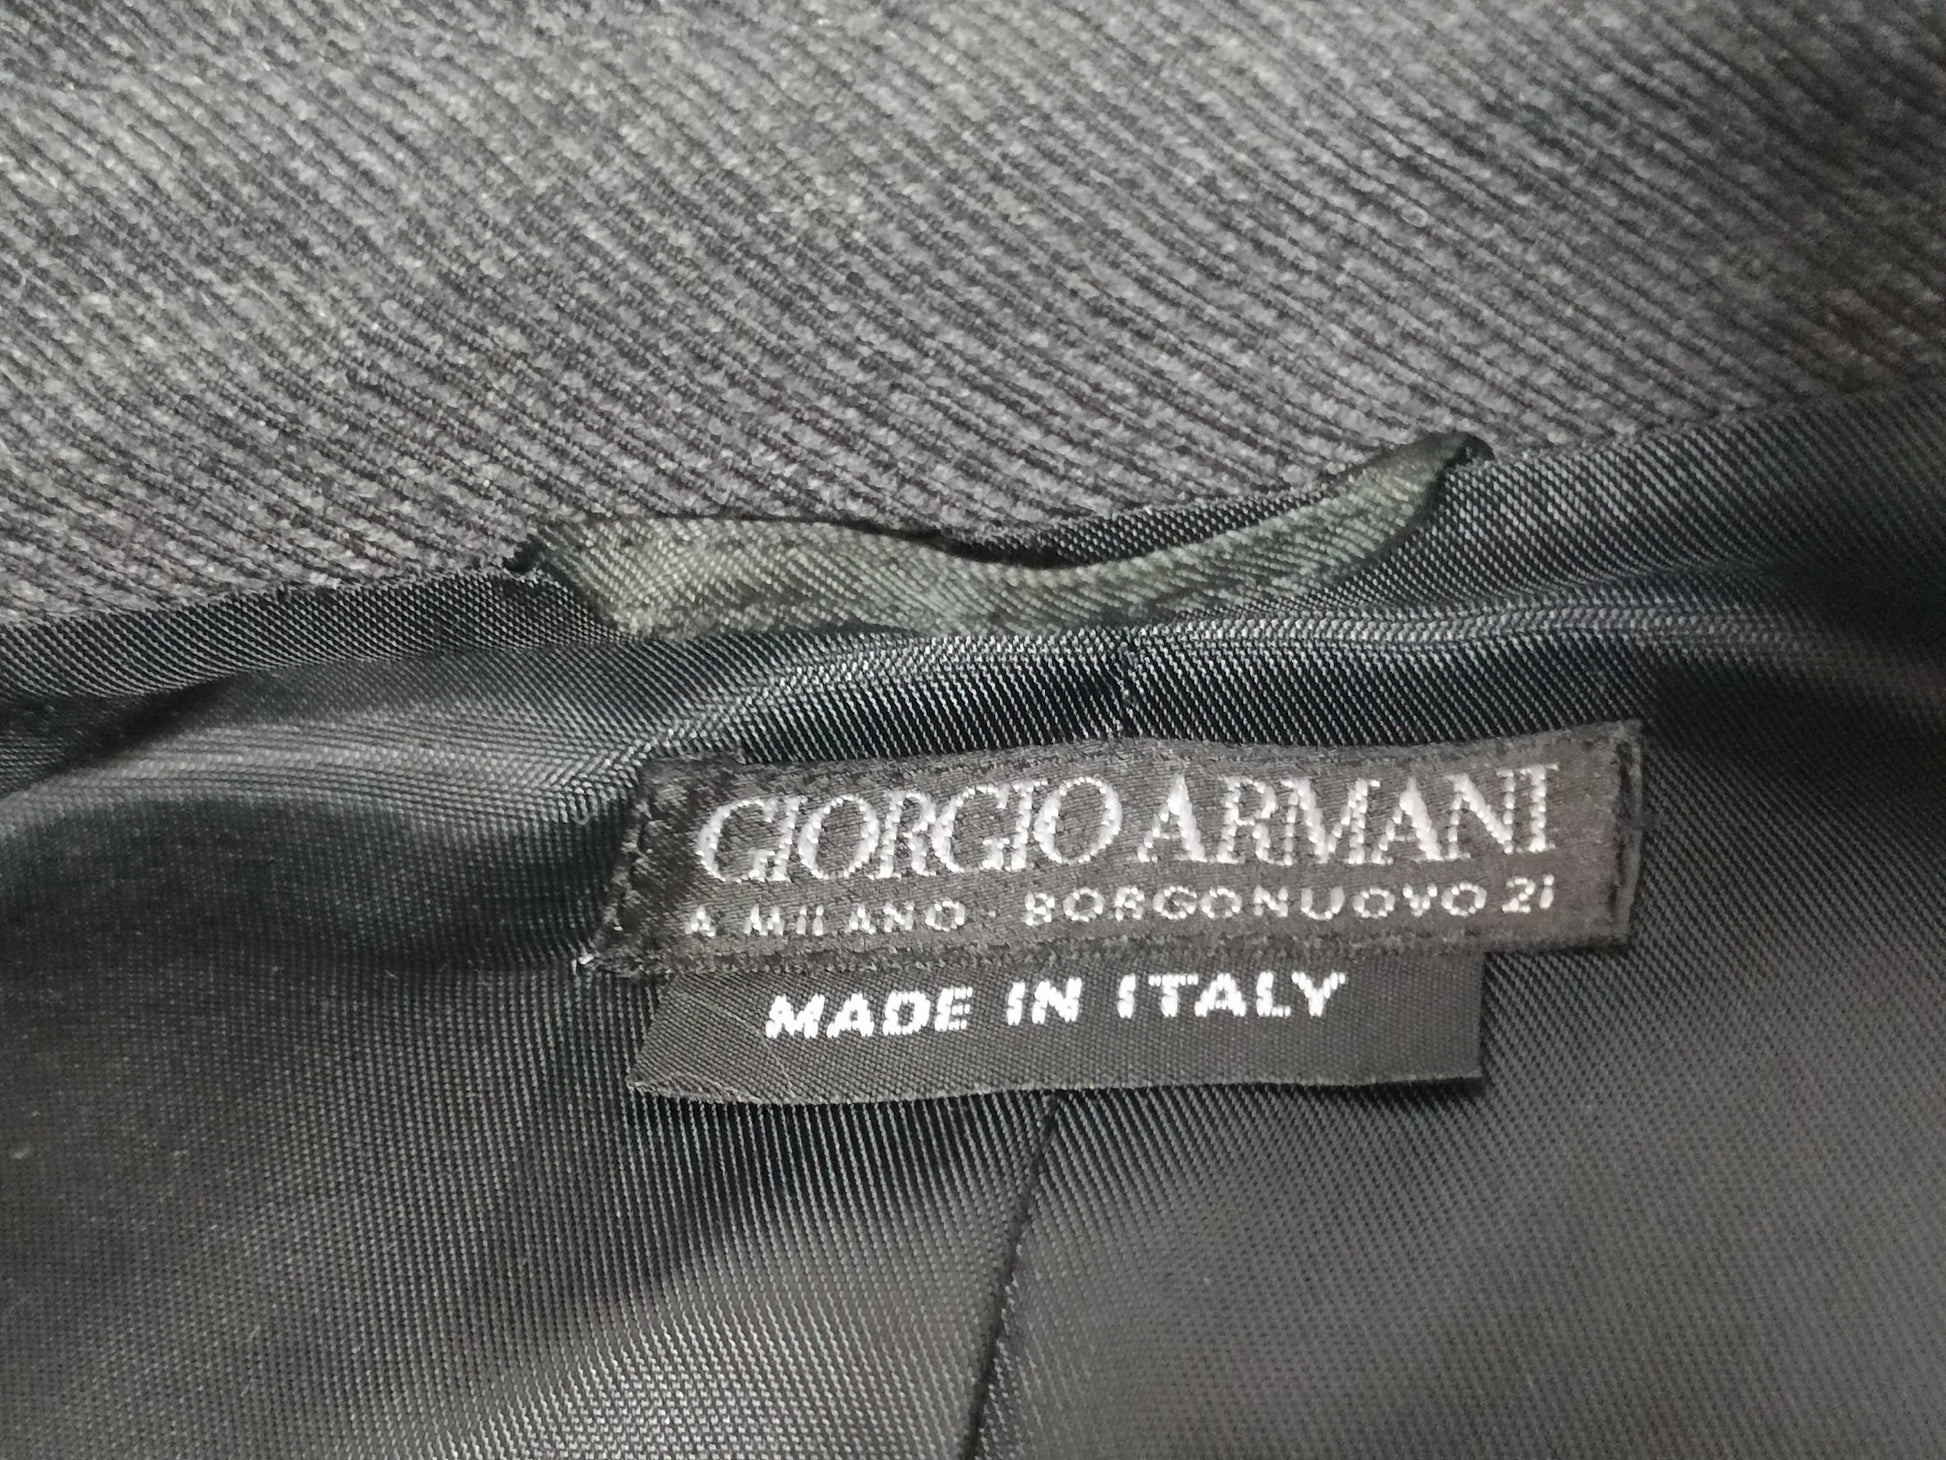 GIORGIO ARMANI
A MILANO · BORGONUOVO 21
MADE IN ITALY